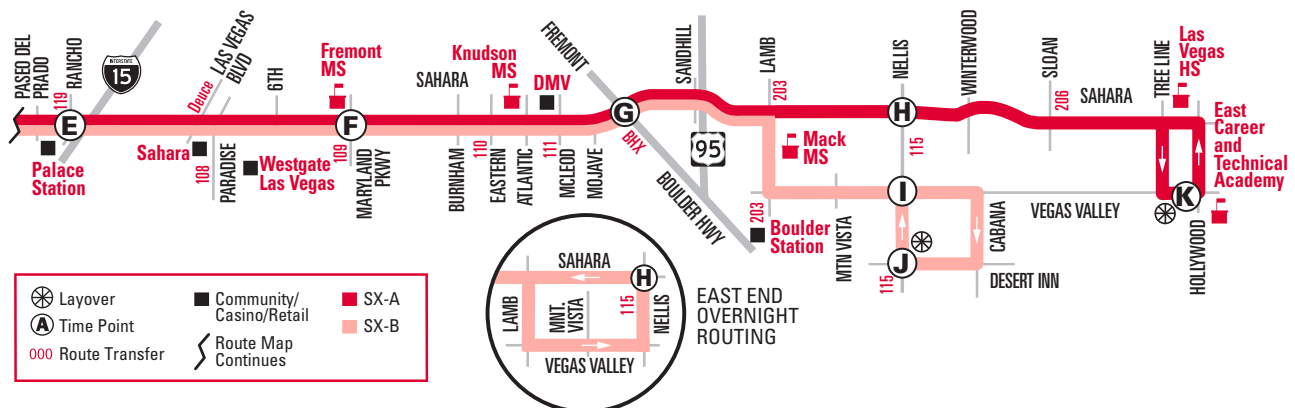 PASEO DEL
PRADO
RANCHO
119
INTERSTATE
15
Deuce
LAS VEGAS
BLVD
6TH
Fremont
MS
SAHARA
Knudson
MS
DMV
FREMONT
SANDHILL
LAMB
203
NELLIS
WINTERWOOD
SLOAN
206
SAHARA
TREE LINE
Las
Vegas
HS
E
F
G
H
East
Career
and
Technical
Academy
Palace
Station
Sahara
108
PARADISE
Westgate
Las Vegas
109
MARYLAND
PKWY
BURNHAM
110
EASTERN
ATLANTIC
111
MCLEOD
MOJAVE
BHX
BOULDER HWY
95
Mack
MS
115
I
203
Boulder
Station
MTN VISTA
VEGAS VALLEY
CABANA
K
HOLLYWOOD
J
115
DESERT INN
SAHARA
H
LAMB
MNT.
VISTA
115
NELLIS
VEGAS VALLEY
EAST END
OVERNIGHT
ROUTING
Layover
A
Time Point
000 Route Transfer
Community/
Casino/Retail
Route Map
Continues
SX-A
SX-B